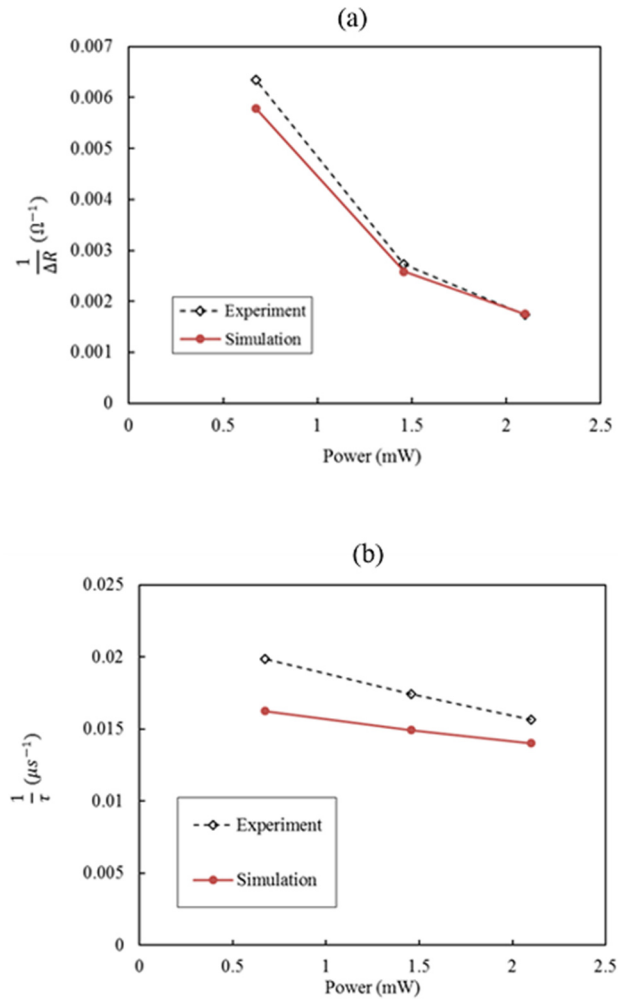 (a)
0.007
0.006
0.005
0.004
0.003
0.002
0.001
0
1/ΔR (Ω⁻¹)
Experiment
Simulation
0 0.5 1 1.5 2 2.5
Power (mW)
(b)
0.025
0.02
0.015
0.01
0.005
0
1/τ (μs⁻¹)
Experiment
Simulation
0 0.5 1 1.5 2 2.5
Power (mW)